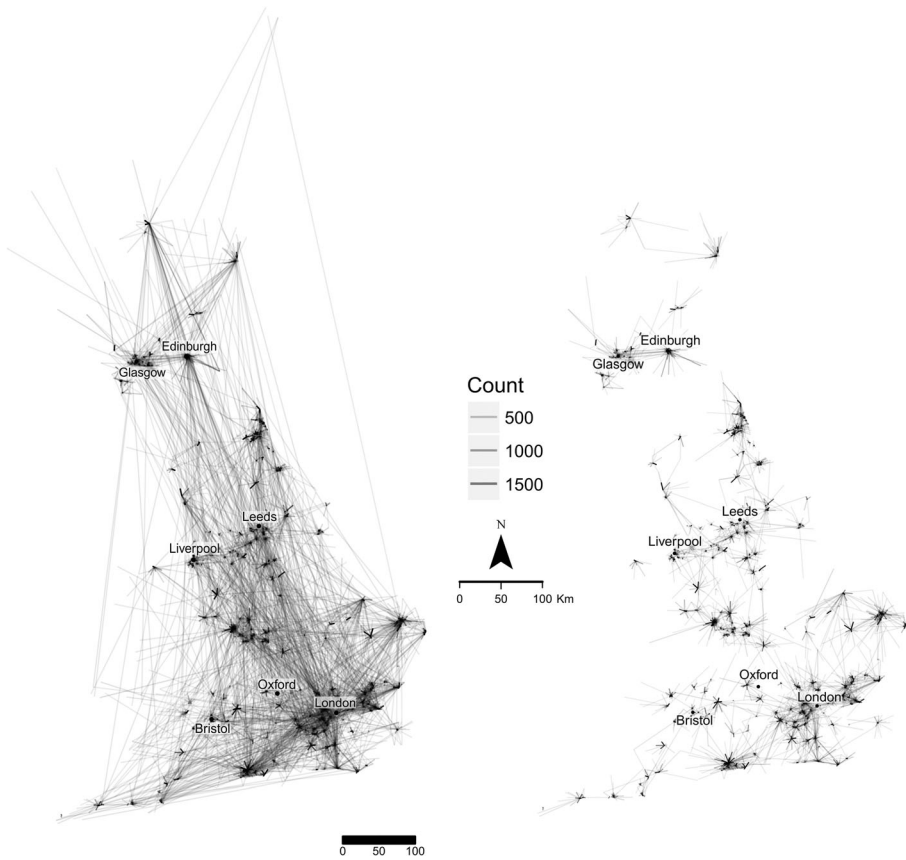 Edinburgh
Glasgow
Leeds
Liverpool
Oxford
London
Bristol
0 50 100
Count
500
1000
1500
N
0 50 100 Km
Edinburgh
Glasgow
Leeds
Liverpool
Oxford
London
Bristol